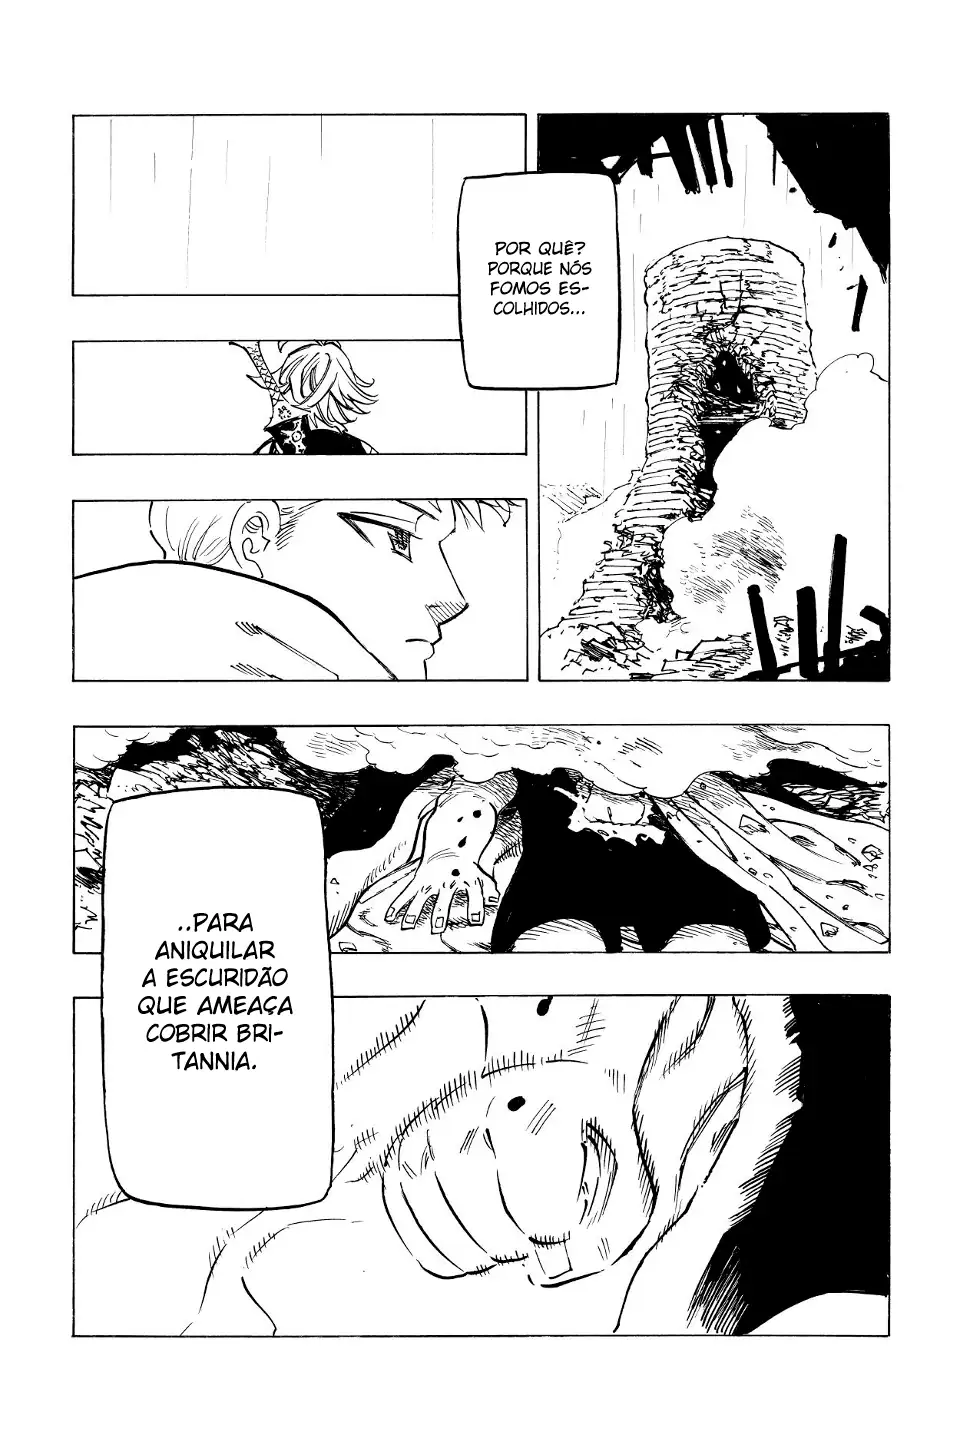 POR QUÊ?
PORQUE NÓS
FOMOS ES-
COLHIDOS...
..PARA
ANIQUILAR
A ESCURIDÃO
QUE AMEAÇA
COBRIR BRI-
TANNIA.